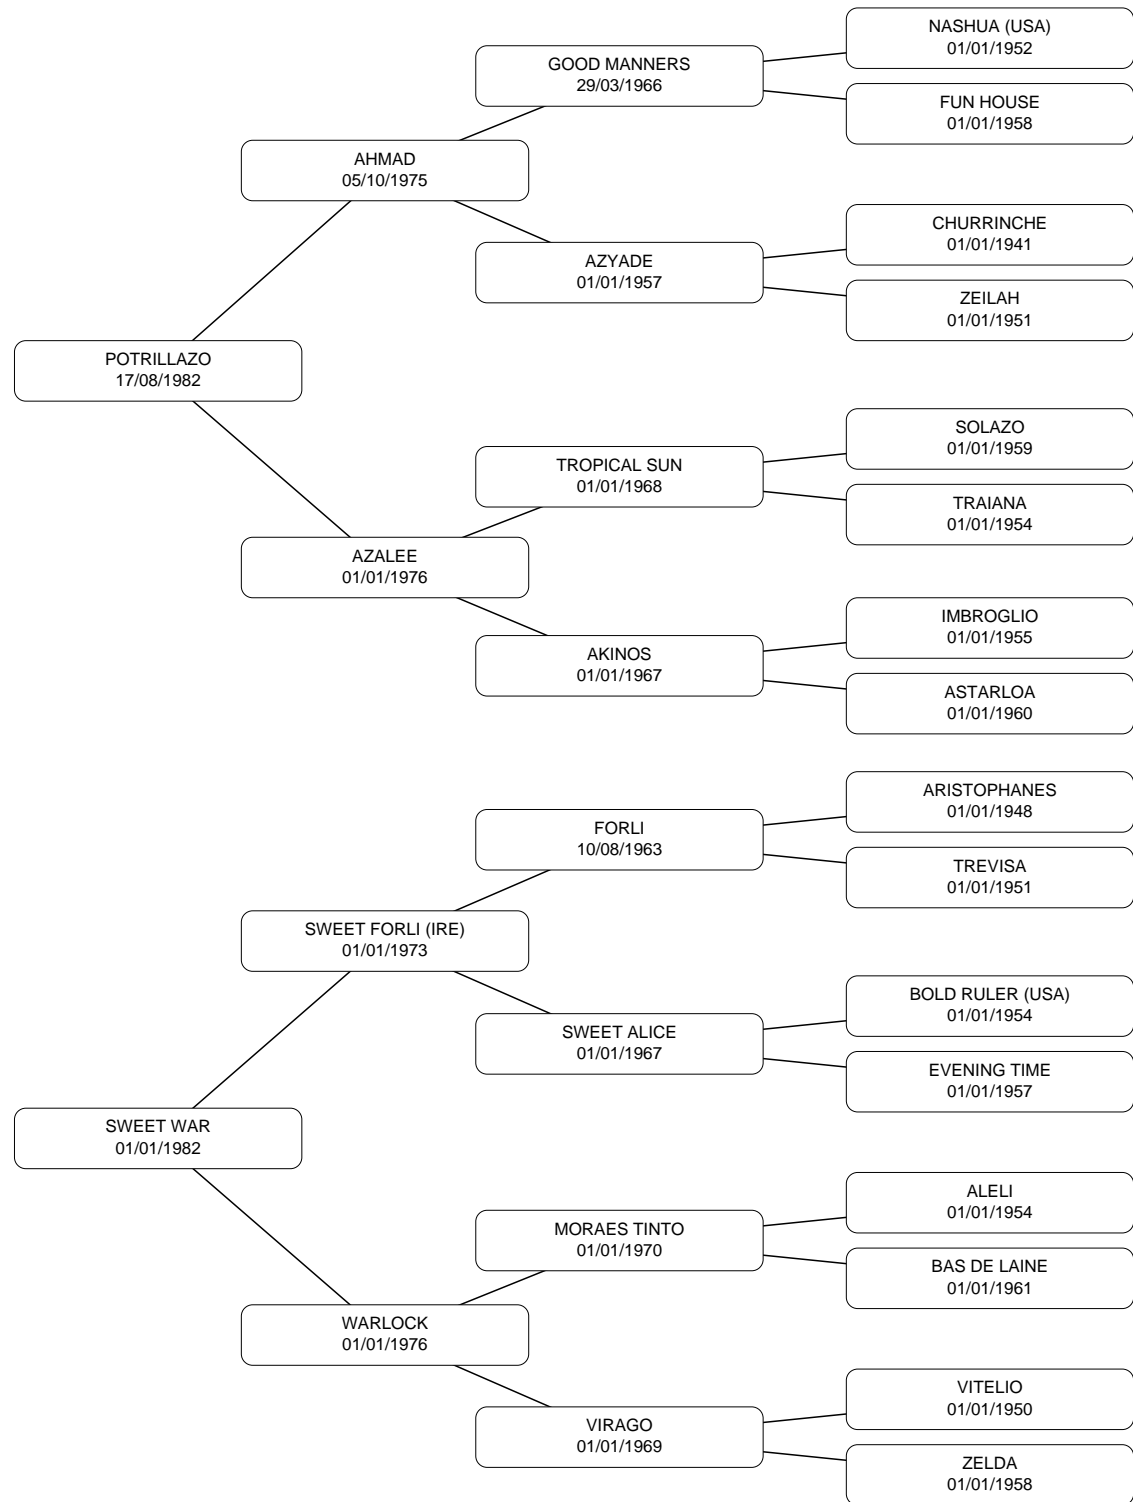 NASHUA (USA)
01/01/1952
GOOD MANNERS
29/03/1966
FUN HOUSE
01/01/1958
AHMAD
05/10/1975
CHURRINCHE
01/01/1941
AZYADE
01/01/1957
ZEILAH
01/01/1951
POTRILLAZO
17/08/1982
SOLAZO
01/01/1959
TROPICAL SUN
01/01/1968
TRAIANA
01/01/1954
AZALEE
01/01/1976
IMBROGLIO
01/01/1955
AKINOS
01/01/1967
ASTARLOA
01/01/1960
ARISTOPHANES
01/01/1948
FORLI
10/08/1963
TREVISA
01/01/1951
SWEET FORLI (IRE)
01/01/1973
BOLD RULER (USA)
01/01/1954
SWEET ALICE
01/01/1967
EVENING TIME
01/01/1957
SWEET WAR
01/01/1982
ALELI
01/01/1954
MORAES TINTO
01/01/1970
BAS DE LAINE
01/01/1961
WARLOCK
01/01/1976
VITELIO
01/01/1950
VIRAGO
01/01/1969
ZELDA
01/01/1958